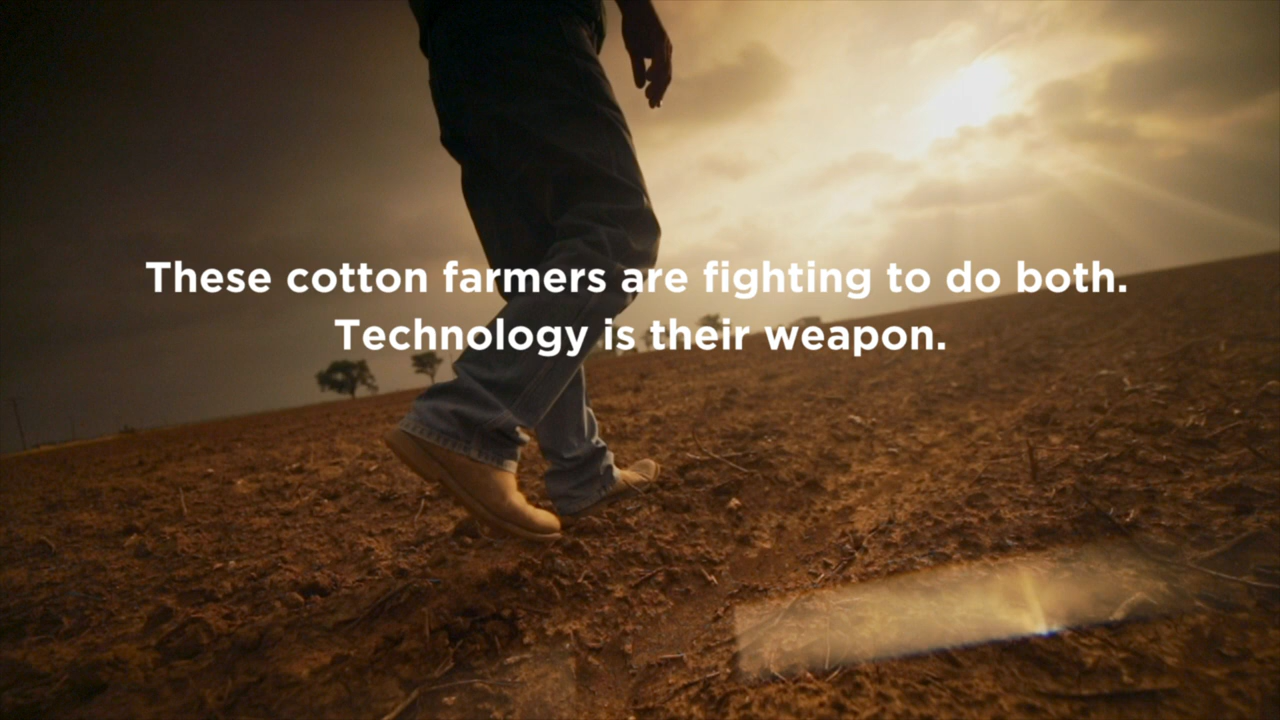 These cotton farmers are fighting to do both.
Technology is their weapon.